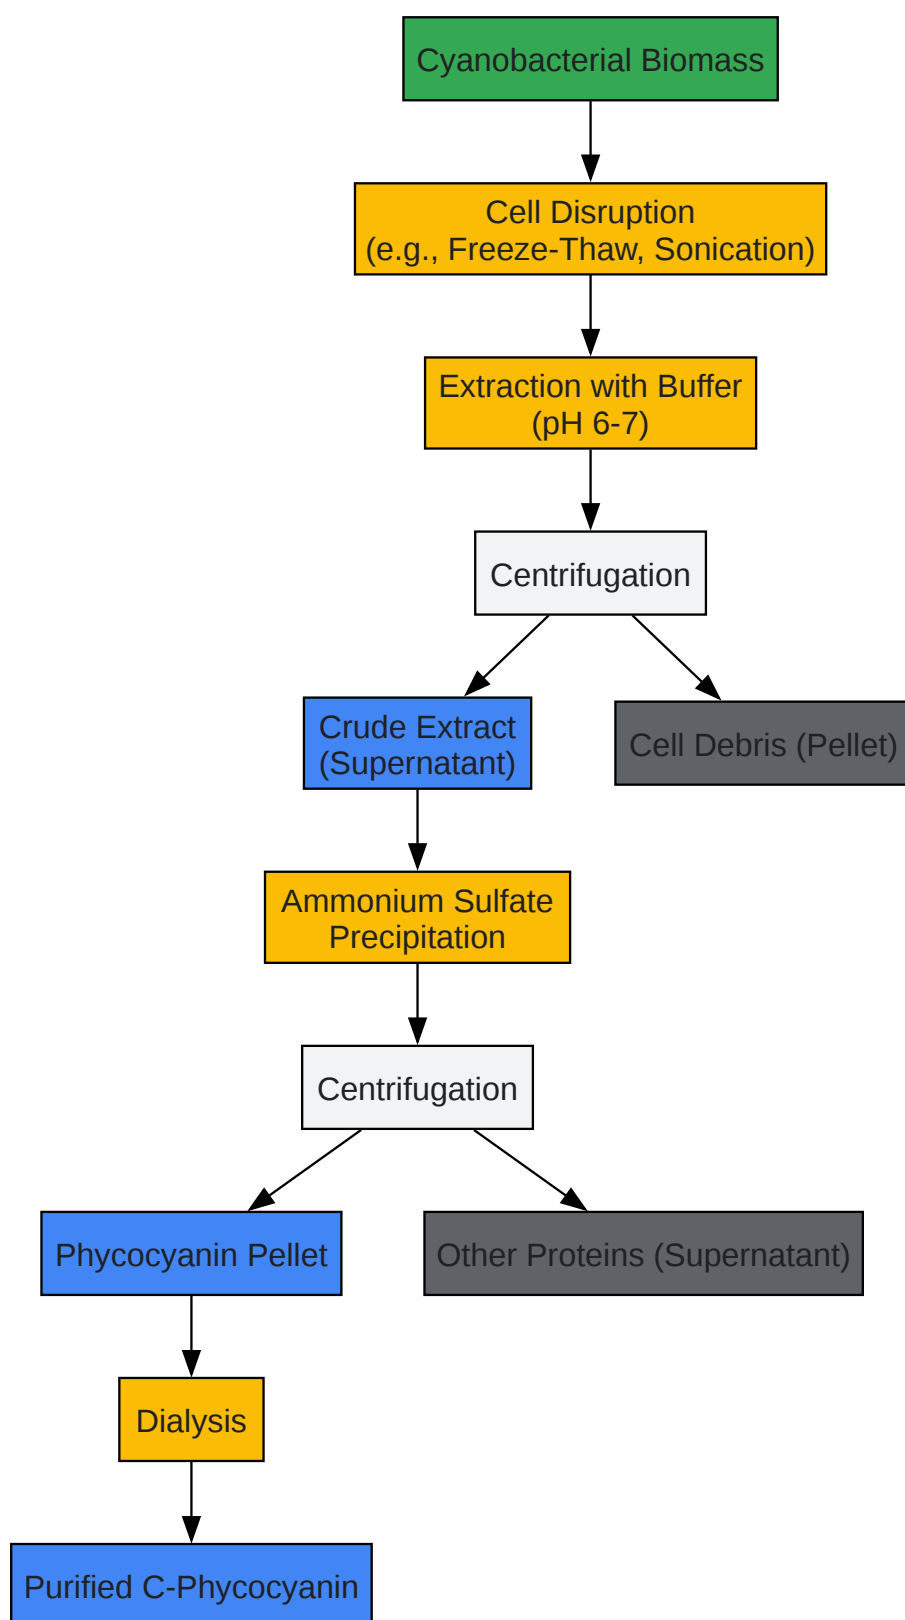 Cyanobacterial Biomass
Cell Disruption
(e.g., Freeze-Thaw, Sonication)
Extraction with Buffer
(pH 6-7)
Centrifugation
Crude Extract
(Supernatant)
Cell Debris (Pellet)
Ammonium Sulfate
Precipitation
Centrifugation
Phycocyanin Pellet
Other Proteins (Supernatant)
Dialysis
Purified C-Phycocyanin